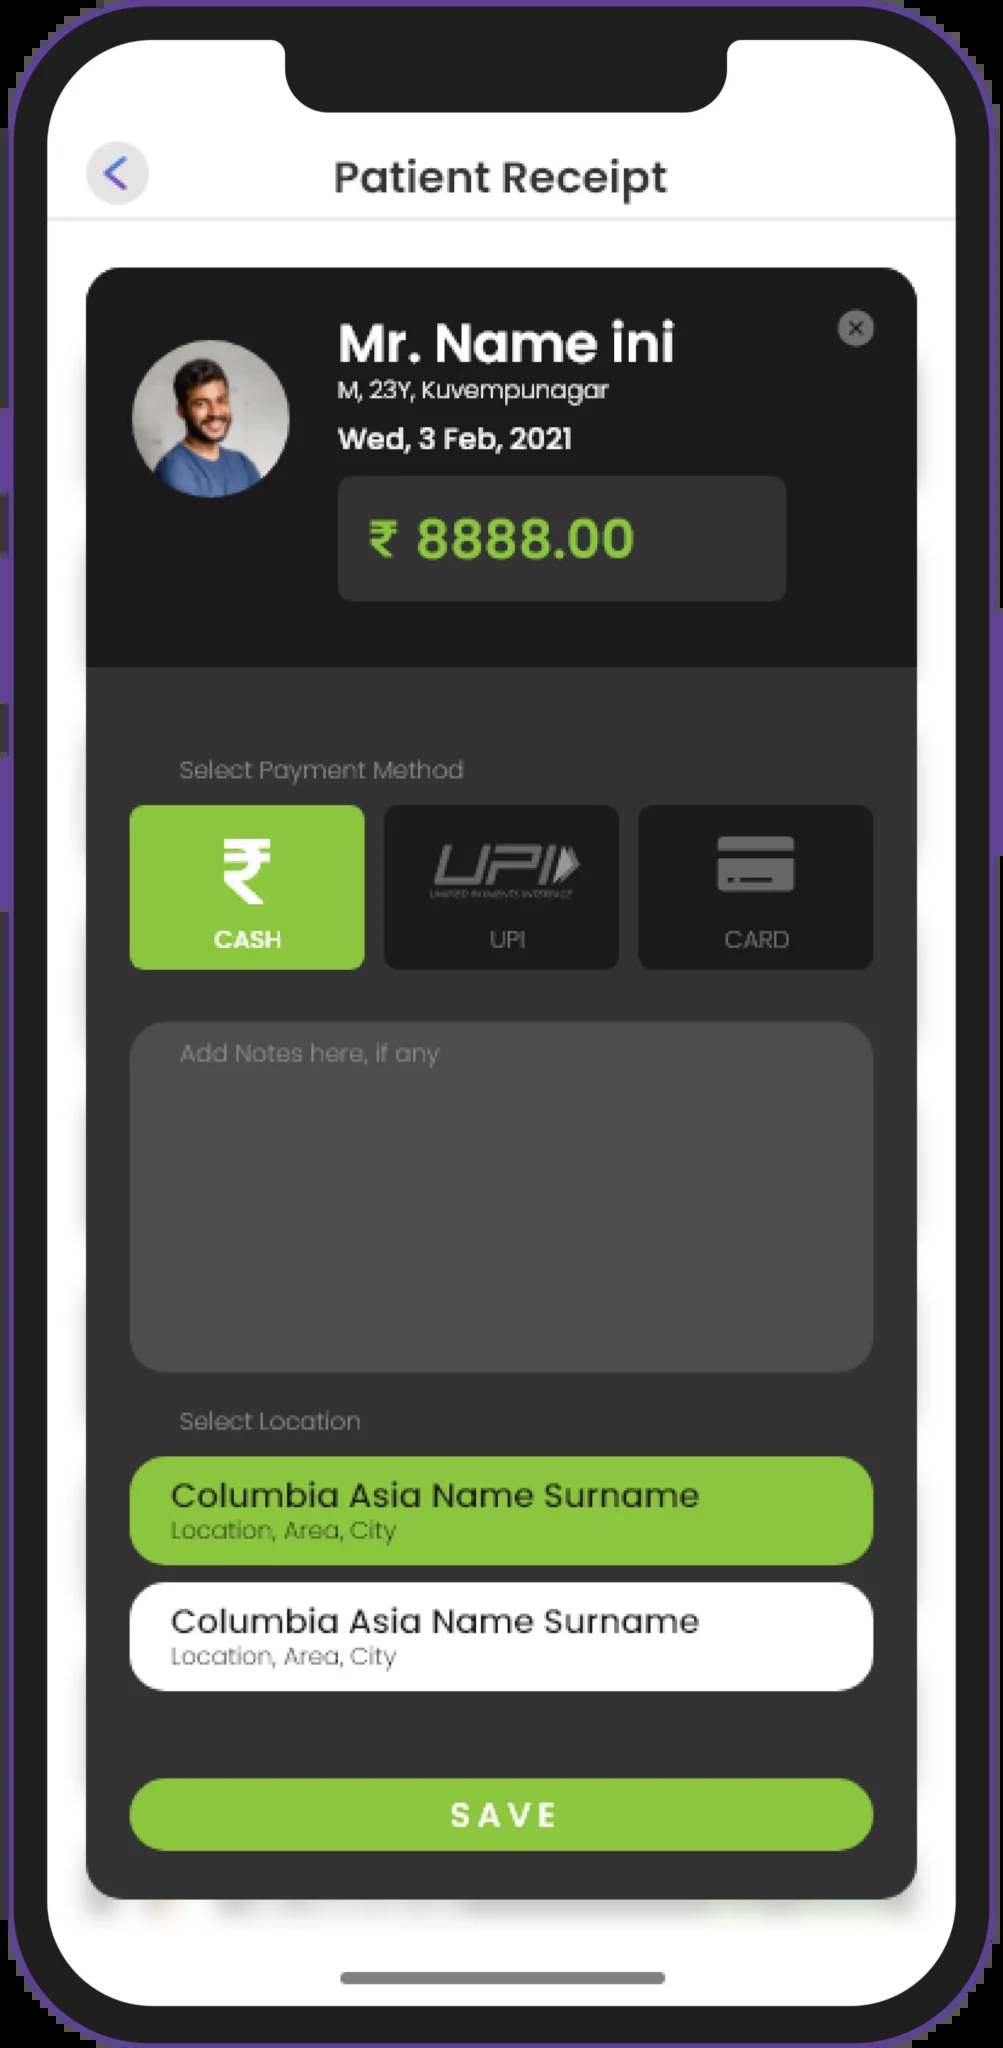 Patient Receipt
Mr. Name ini
M, 23Y, Kuvempunagar
Wed, 3 Feb, 2021
₹ 8888.00
Select Payment Method
₹
CASH
UPI
UNIFIED PAYMENTS INTERFACE
UPI
CARD
Add Notes here, if any
Select Location
Columbia Asia Name Surname
Location, Area, City
Columbia Asia Name Surname
Location, Area, City
SAVE